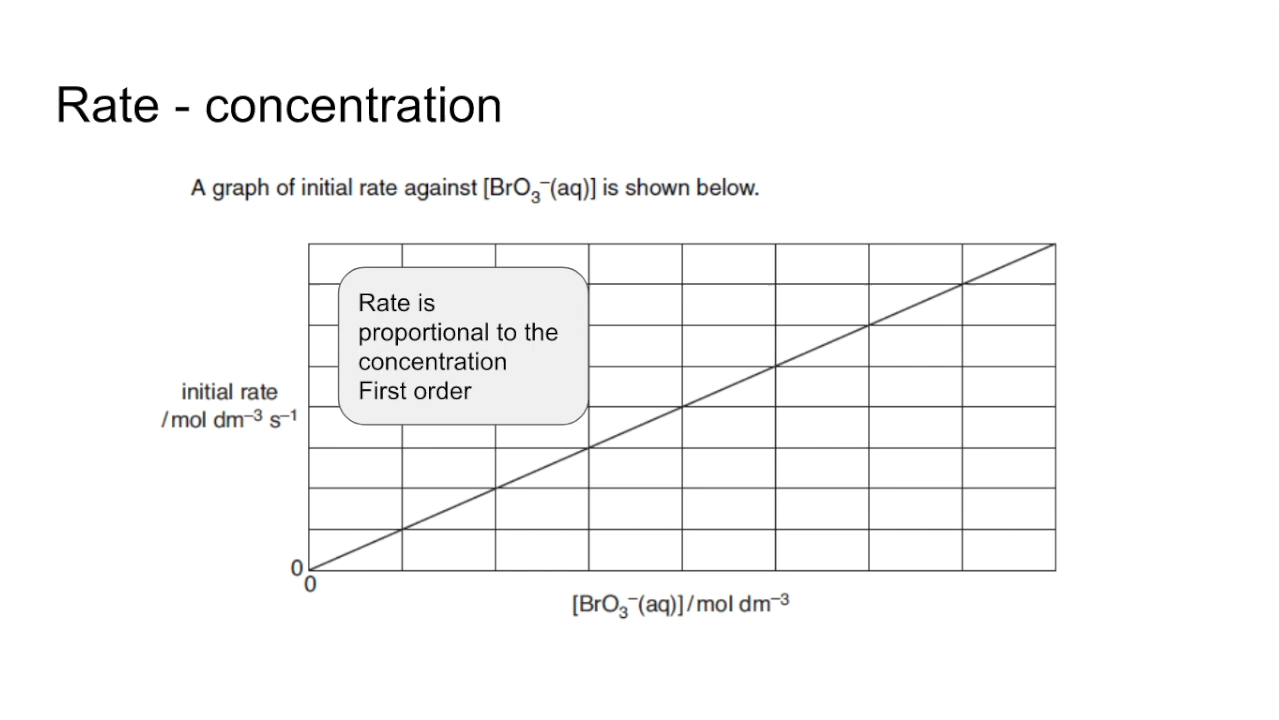 Rate - concentration
A graph of initial rate against [BrO₃⁻(aq)] is shown below.
Rate is
proportional to the
concentration
First order
initial rate
/mol dm⁻³ s⁻¹
0
0
[BrO₃⁻(aq)]/mol dm⁻³